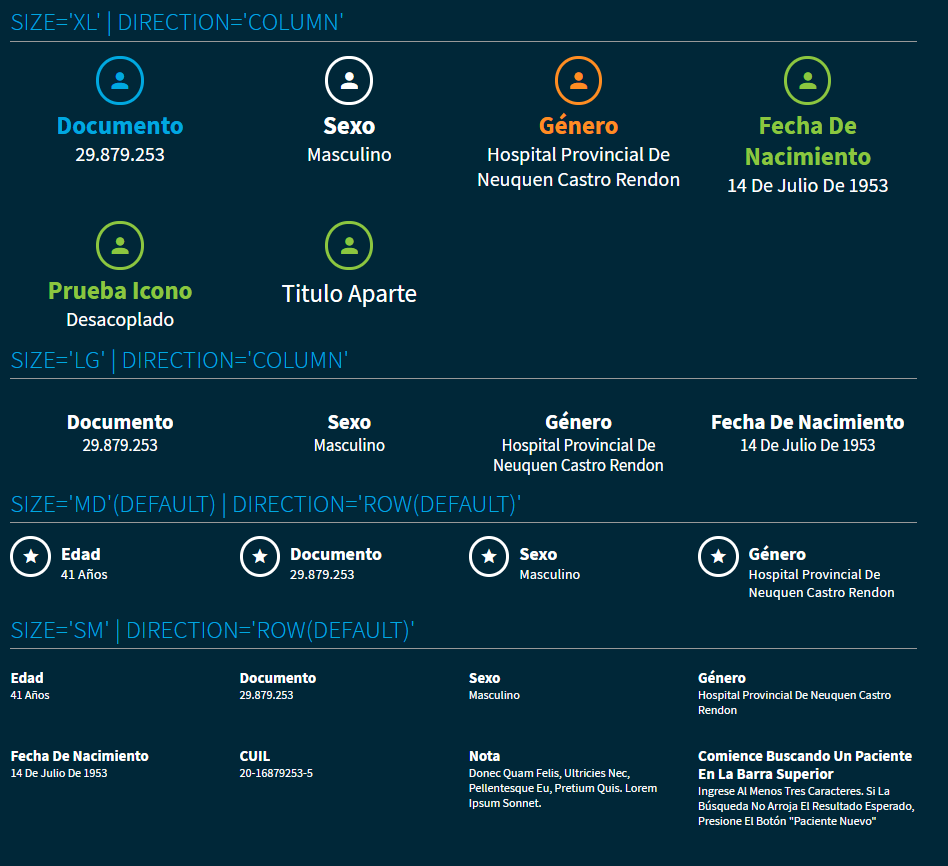 SIZE='XL' | DIRECTION='COLUMN'
Documento
29.879.253
Sexo
Masculino
Género
Hospital Provincial De
Neuquen Castro Rendon
Fecha De
Nacimiento
14 De Julio De 1953
Prueba Icono
Desacoplado
Titulo Aparte
SIZE='LG' | DIRECTION='COLUMN'
Documento
29.879.253
Sexo
Masculino
Género
Hospital Provincial De
Neuquen Castro Rendon
Fecha De Nacimiento
14 De Julio De 1953
SIZE='MD'(DEFAULT) | DIRECTION='ROW(DEFAULT)'
Edad
41 Años
Documento
29.879.253
Sexo
Masculino
Género
Hospital Provincial De
Neuquen Castro Rendon
SIZE='SM' | DIRECTION='ROW(DEFAULT)'
Edad
41 Años
Documento
29.879.253
Sexo
Masculino
Género
Hospital Provincial De Neuquen Castro
Rendon
Fecha De Nacimiento
14 De Julio De 1953
CUIL
20-16879253-5
Nota
Donec Quam Felis, Ultricies Nec,
Pellentesque Eu, Pretium Quis. Lorem
Ipsum Sonnet.
Comience Buscando Un Paciente
En La Barra Superior
Ingrese Al Menos Tres Caracteres. Si La
Búsqueda No Arroja El Resultado Esperado,
Presione El Botón "Paciente Nuevo"